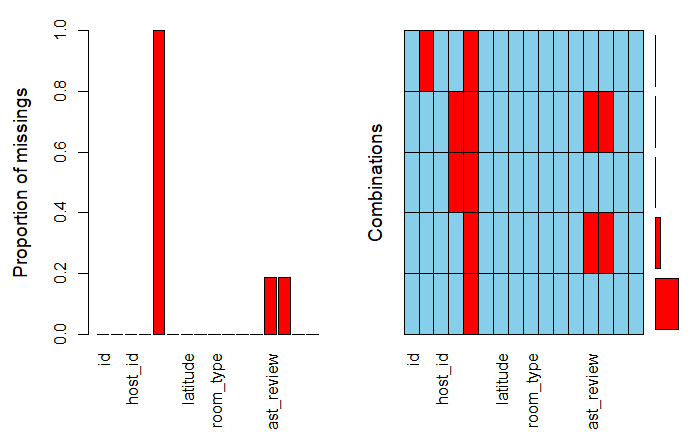 Proportion of missings
1.0
0.8
0.6
0.4
0.2
0.0
id
host_id
latitude
room_type
ast_review
Combinations
id
host_id
latitude
room_type
ast_review